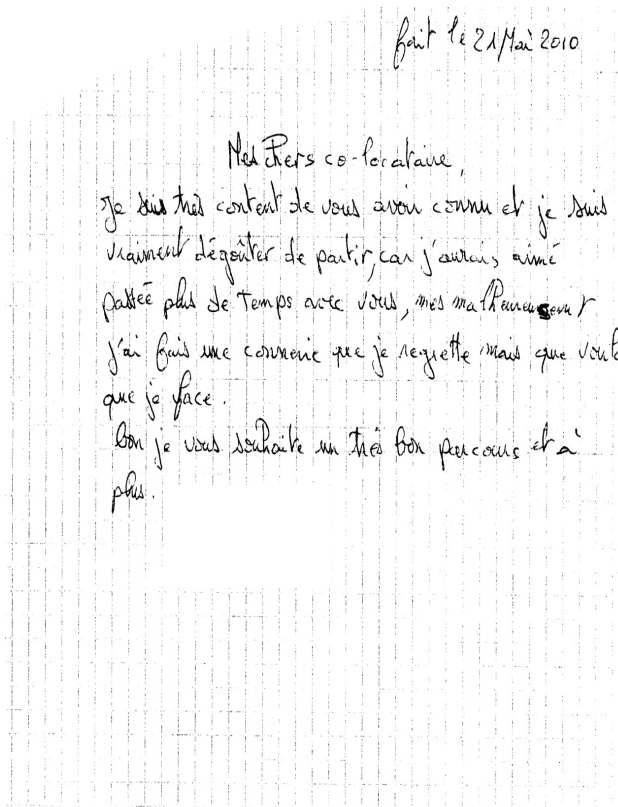 fait le 21 Mai 2010
Mes chers co-locataire,
Je suis très content de vous avoir connu et je suis
vraiment dégoûter de partir, car j'aurais aimé
passée plus de temps avec vous, mes malheureusement
j'ai fais une connerie que je regrette mais que voule
que je face.
bon je vous souhaite un très bon parcours et à
plus.